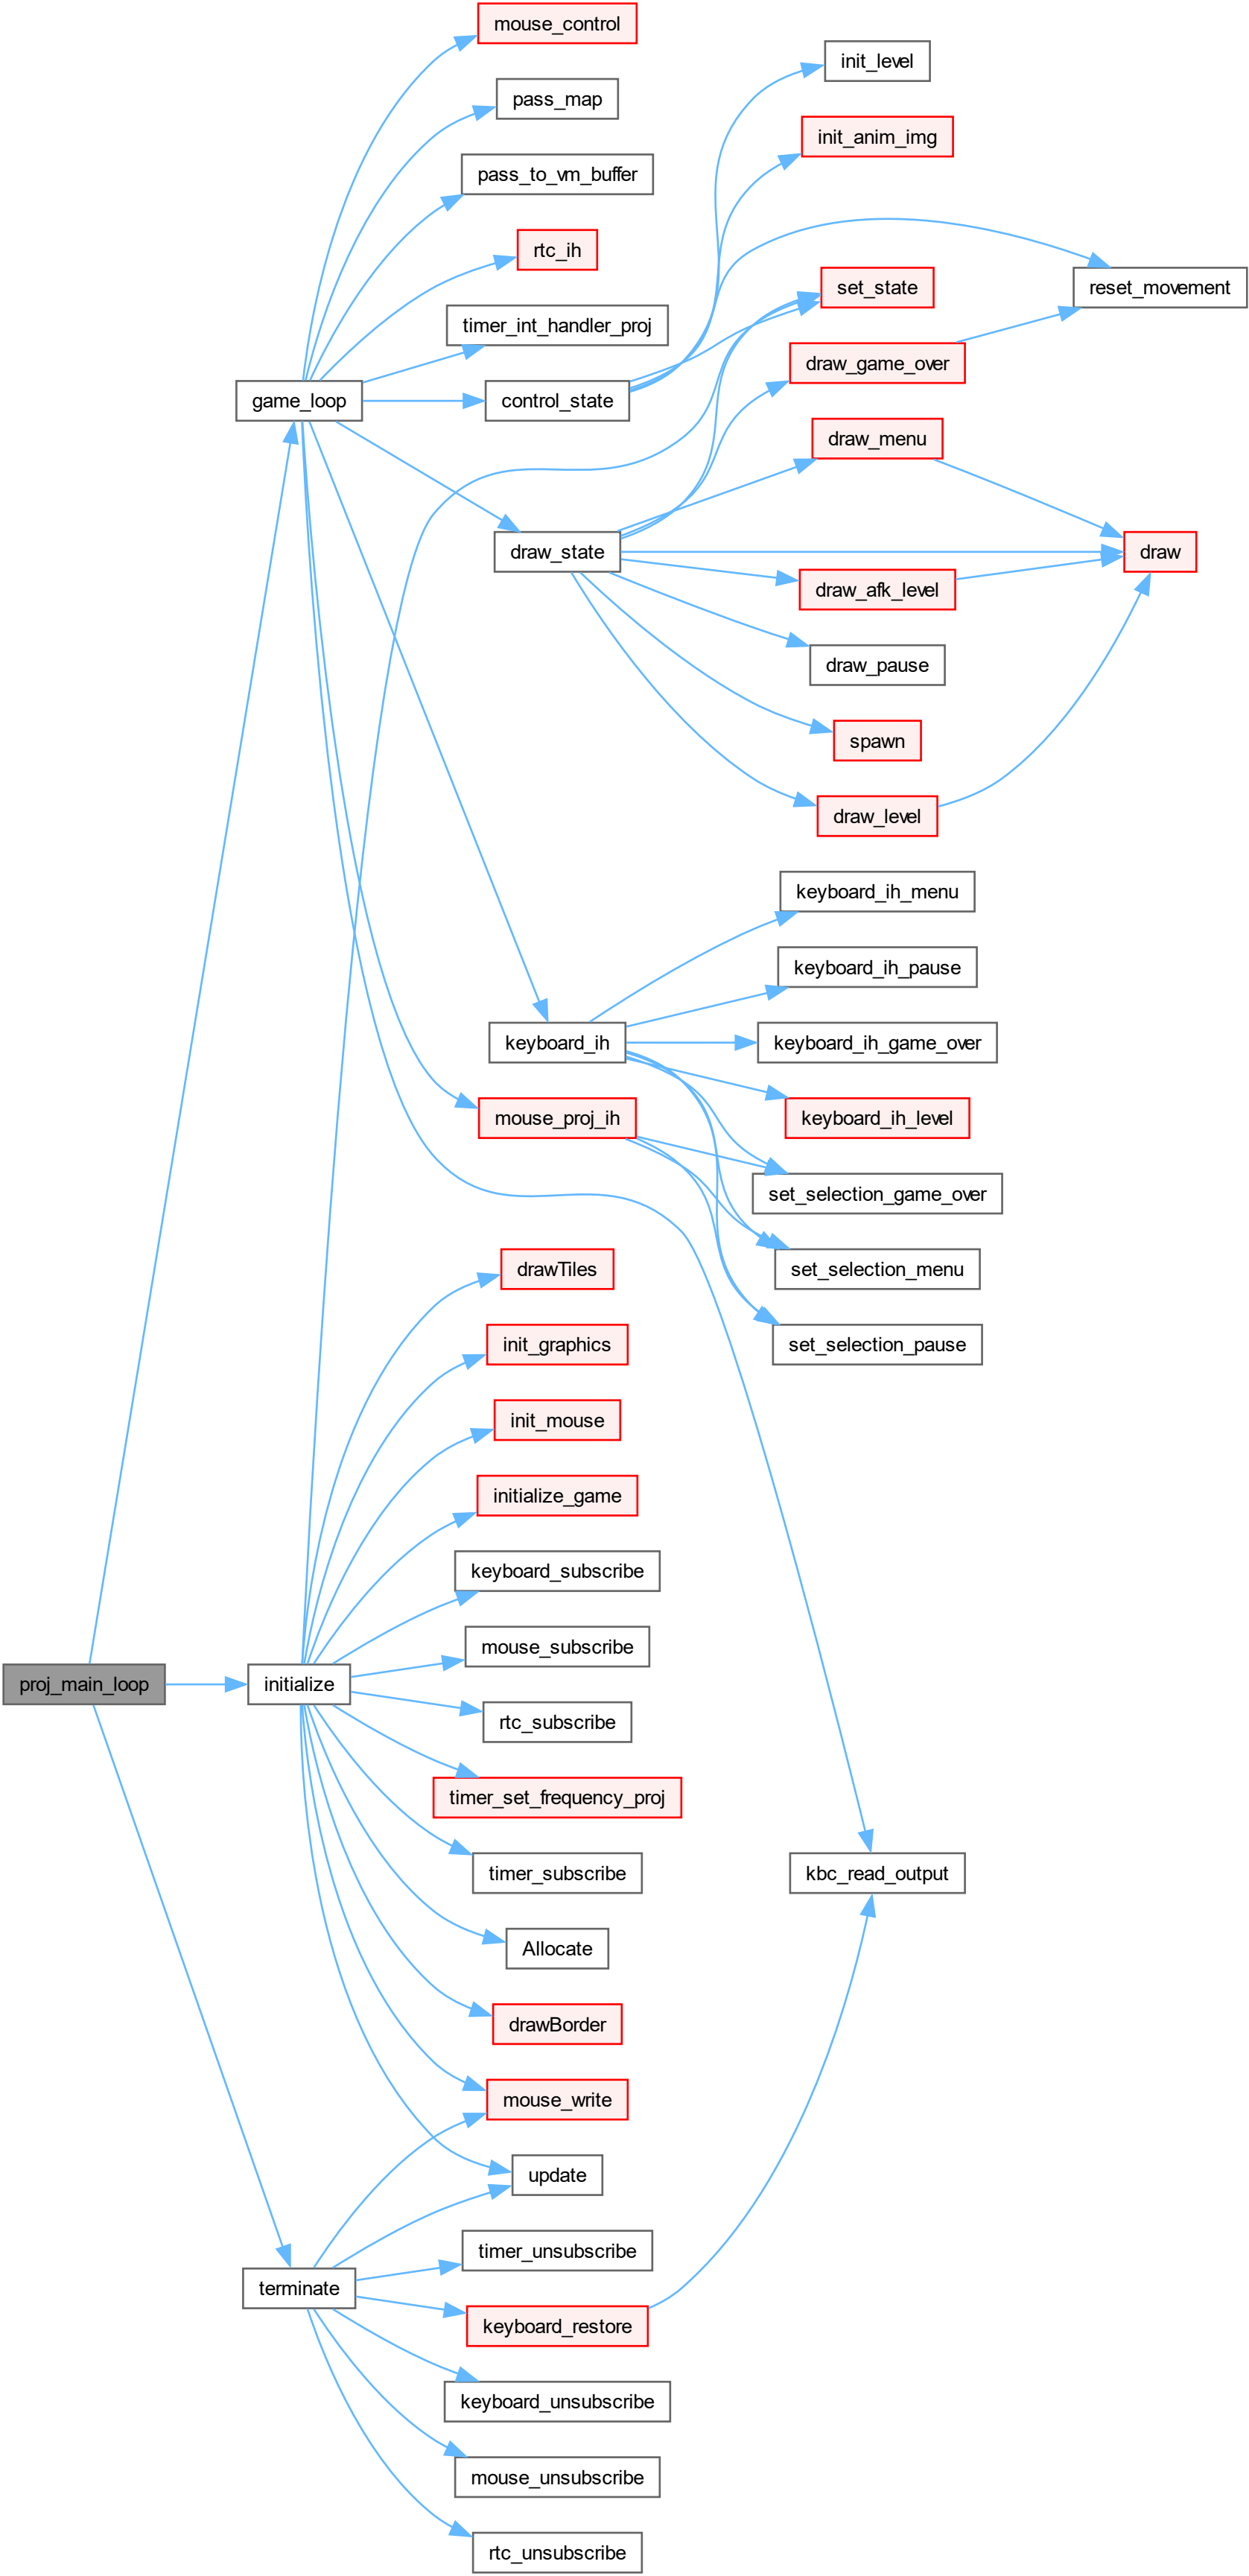 mouse_control
init_level
pass_map
init_anim_img
pass_to_vm_buffer
rtc_ih
set_state
reset_movement
timer_int_handler_proj
draw_game_over
game_loop
control_state
draw_menu
draw_state
draw
draw_afk_level
draw_pause
spawn
draw_level
keyboard_ih_menu
keyboard_ih_pause
keyboard_ih
keyboard_ih_game_over
mouse_proj_ih
keyboard_ih_level
set_selection_game_over
drawTiles
set_selection_menu
init_graphics
set_selection_pause
init_mouse
initialize_game
keyboard_subscribe
mouse_subscribe
proj_main_loop
initialize
rtc_subscribe
timer_set_frequency_proj
timer_subscribe
kbc_read_output
Allocate
drawBorder
mouse_write
update
timer_unsubscribe
terminate
keyboard_restore
keyboard_unsubscribe
mouse_unsubscribe
rtc_unsubscribe